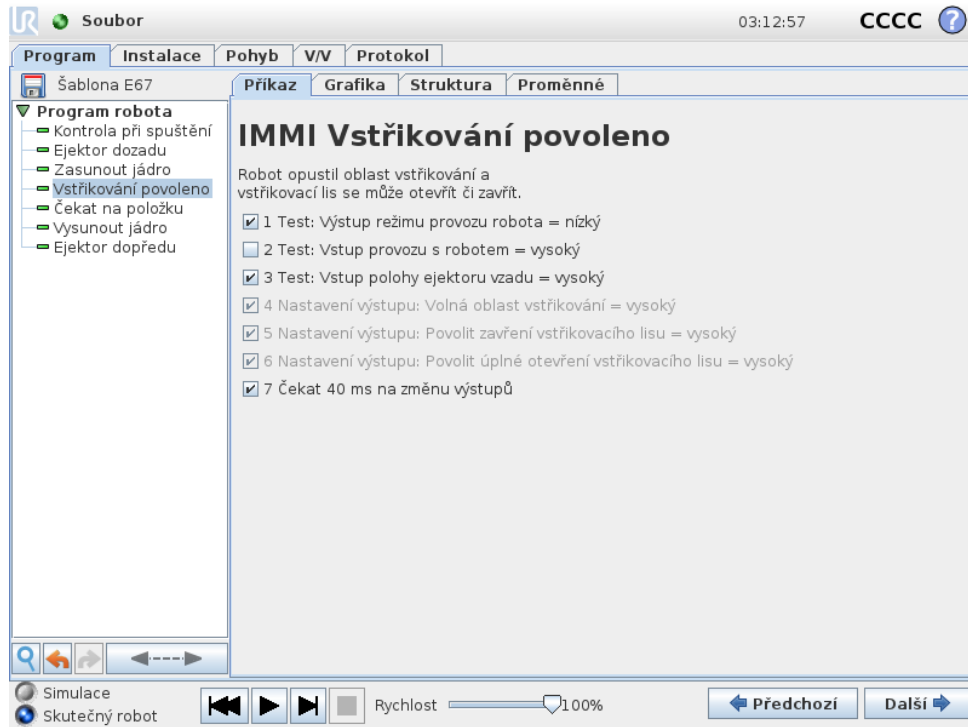 UR Soubor 03:12:57 CCCC ?
Program Instalace Pohyb V/V Protokol
Šablona E67
Příkaz Grafika Struktura Proměnné
Program robota
Kontrola při spuštění
Ejektor dozadu
Zasunout jádro
Vstřikování povoleno
Čekat na položku
Vysunout jádro
Ejektor dopředu
IMMI Vstřikování povoleno
Robot opustil oblast vstřikování a
vstřikovací lis se může otevřít či zavřít.
1 Test: Výstup režimu provozu robota = nízký
2 Test: Vstup provozu s robotem = vysoký
3 Test: Vstup polohy ejektoru vzadu = vysoký
4 Nastavení výstupu: Volná oblast vstřikování = vysoký
5 Nastavení výstupu: Povolit zavření vstřikovacího lisu = vysoký
6 Nastavení výstupu: Povolit úplné otevření vstřikovacího lisu = vysoký
7 Čekat 40 ms na změnu výstupů
Simulace
Skutečný robot
Rychlost 100%
Předchozí Další